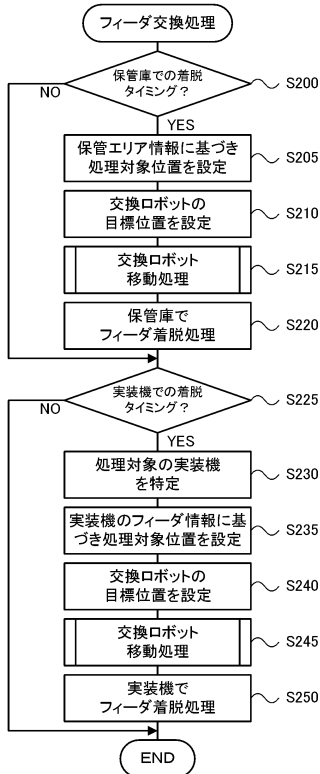 フィーダ交換処理
保管庫での着脱
タイミング?
S200
NO
YES
保管エリア情報に基づき
処理対象位置を設定
S205
交換ロボットの
目標位置を設定
S210
交換ロボット
移動処理
S215
保管庫で
フィーダ着脱処理
S220
実装機での着脱
タイミング?
S225
NO
YES
処理対象の実装機
を特定
S230
実装機のフィーダ情報に基
づき処理対象位置を設定
S235
交換ロボットの
目標位置を設定
S240
交換ロボット
移動処理
S245
実装機で
フィーダ着脱処理
S250
END